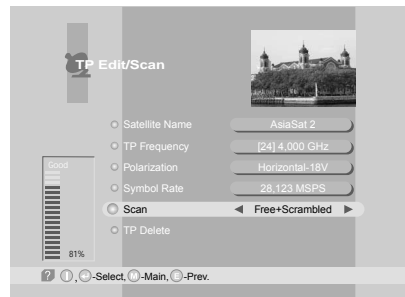 TP Edit/Scan
Satellite Name AsiaSat 2
TP Frequency [24] 4,000 GHz
Polarization Horizontal-18V
Symbol Rate 28,123 MSPS
Scan Free+Scrambled
TP Delete
Good
81%
? I , -Select, M -Main, E -Prev.